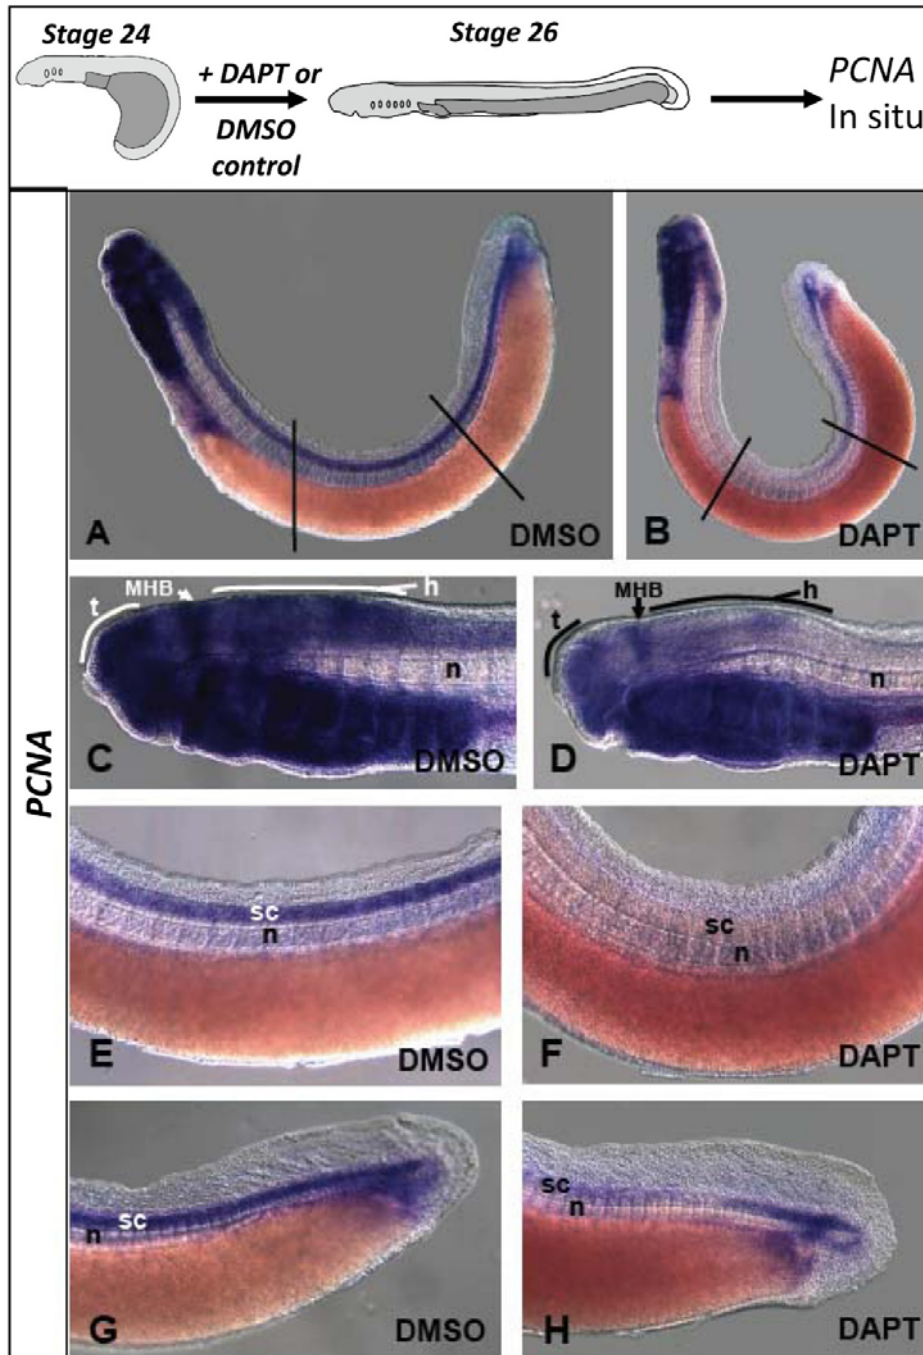 Stage 24
+ DAPT or
DMSO
control
Stage 26
PCNA
In situ
PCNA
A
DMSO
B
DAPT
t
MHB
h
n
C
DMSO
t
MHB
h
n
D
DAPT
sc
n
E
DMSO
sc
n
F
DAPT
n
sc
G
DMSO
sc
n
H
DAPT